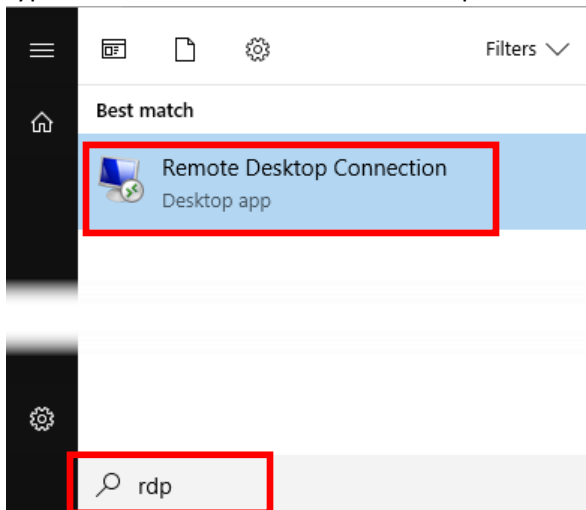 Filters
Best match
Remote Desktop Connection
Desktop app
rdp